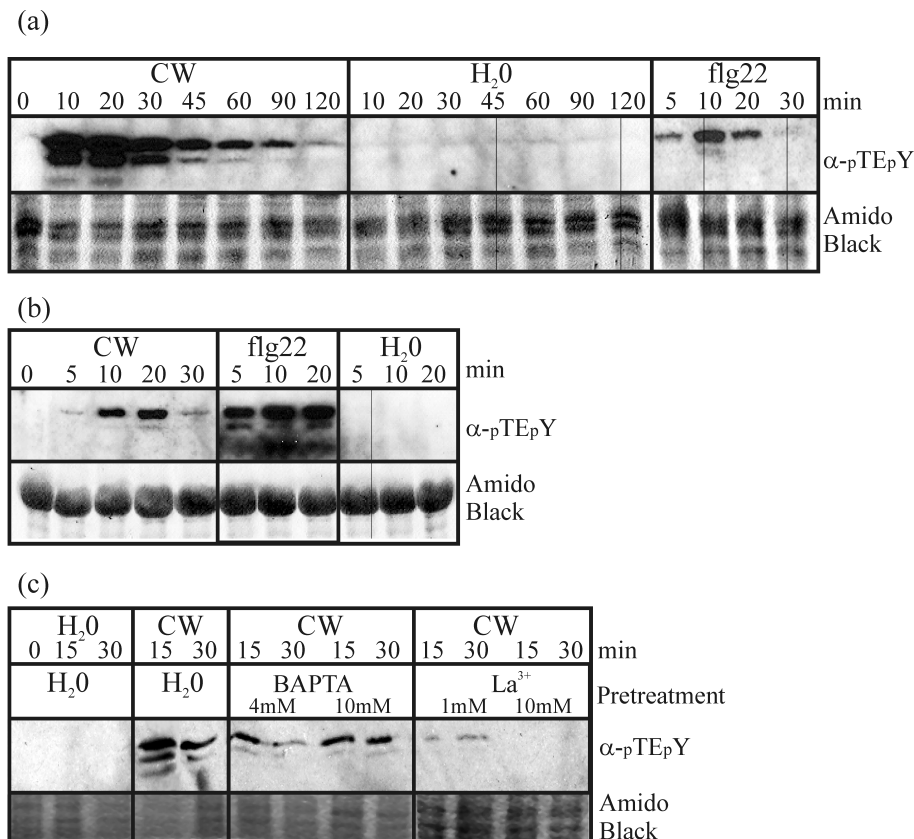 (a)
CW H₂0 flg22
0 10 20 30 45 60 90 120 10 20 30 45 60 90 120 5 10 20 30 min
α-pTEpY
Amido
Black
(b)
CW flg22 H₂0
0 5 10 20 30 5 10 20 5 10 20 min
α-pTEpY
Amido
Black
(c)
H₂0 CW CW CW
0 15 30 15 30 15 30 15 30 15 30 15 30 min
H₂0 H₂0 BAPTA La³⁺ Pretreatment
4mM 10mM 1mM 10mM
α-pTEpY
Amido
Black